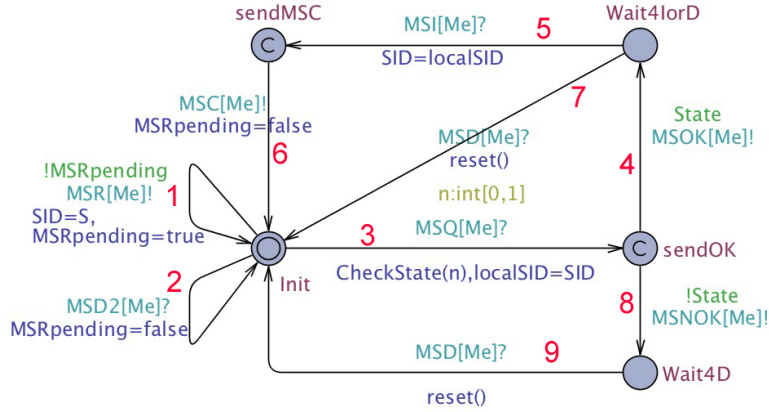 sendMSC
Wait4IorD
MSI[Me]?
5
SID=localSID
7
MSC[Me]!
MSRpending=false
6
State
MSOK[Me]!
4
MSD[Me]?
reset()
n:int[0,1]
!MSRpending
MSR[Me]!
1
SID=S,
MSRpending=true
3
MSQ[Me]?
sendOK
C
C
Init
CheckState(n),localSID=SID
2
MSD2[Me]?
MSRpending=false
8
!State
MSNOK[Me]!
MSD[Me]?
9
Wait4D
reset()